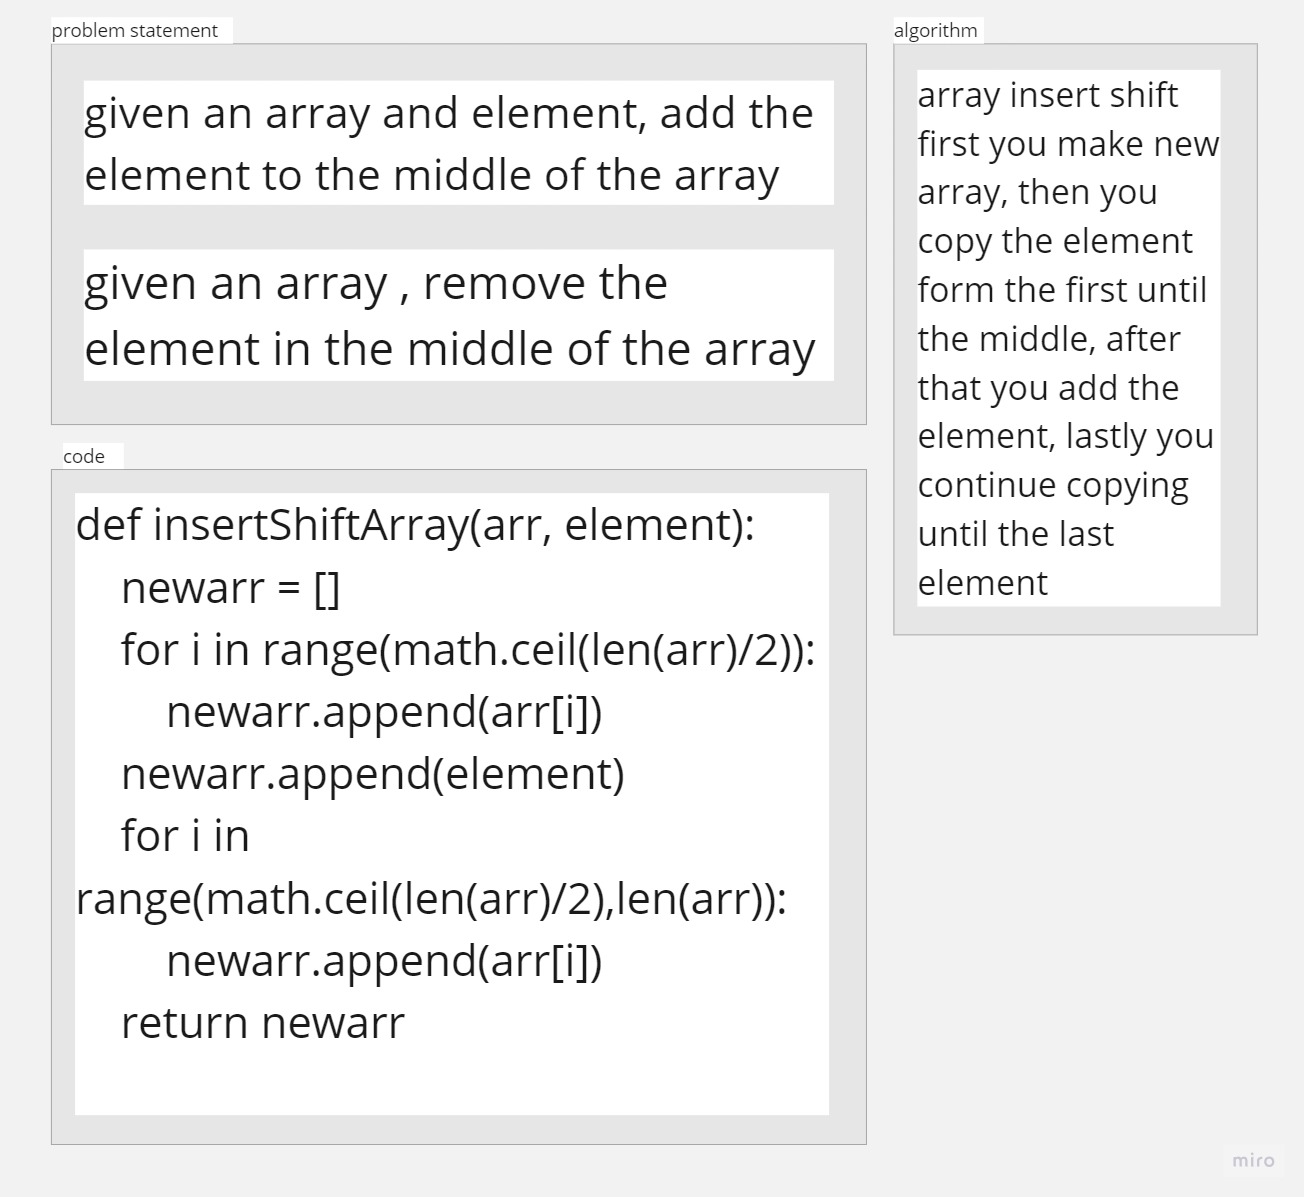 problem statement
given an array and element, add the
element to the middle of the array
given an array , remove the
element in the middle of the array
code
def insertShiftArray(arr, element):
    newarr = []
    for i in range(math.ceil(len(arr)/2)):
        newarr.append(arr[i])
    newarr.append(element)
    for i in
range(math.ceil(len(arr)/2),len(arr)):
        newarr.append(arr[i])
    return newarr
algorithm
array insert shift
first you make new
array, then you
copy the element
form the first until
the middle, after
that you add the
element, lastly you
continue copying
until the last
element
miro